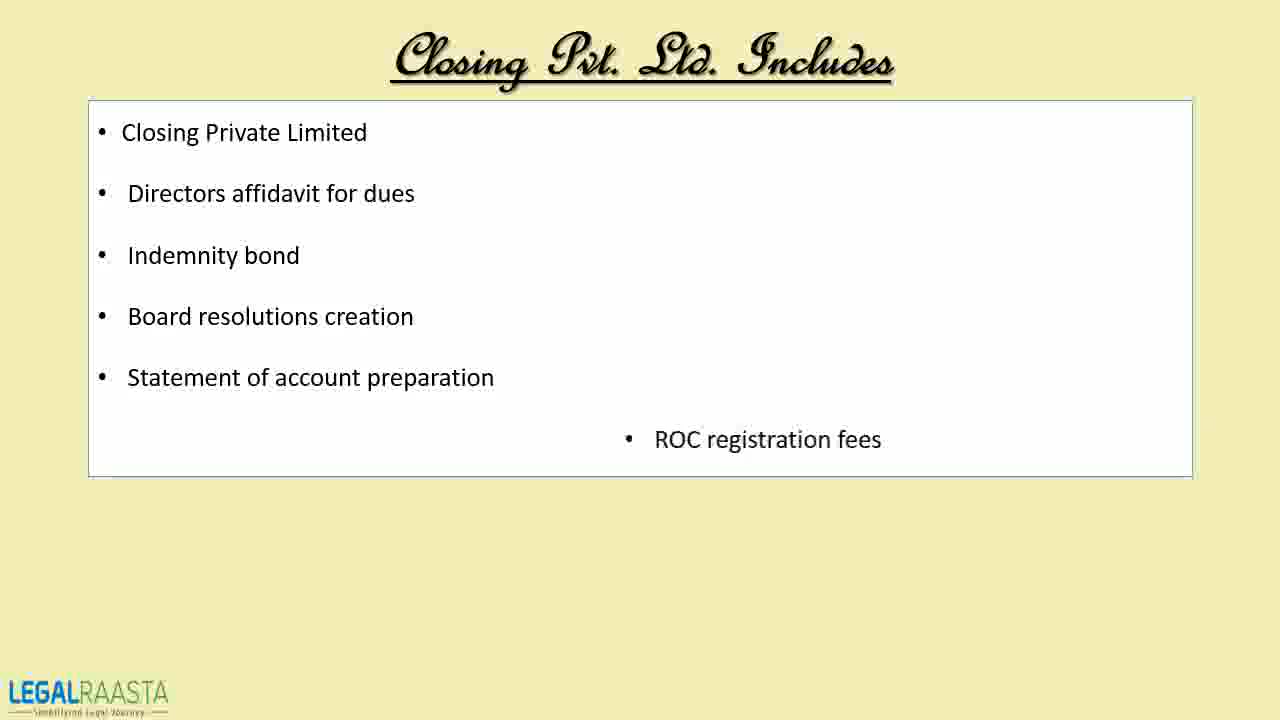 Closing Pvt. Ltd. Includes
• Closing Private Limited
• Directors affidavit for dues
• Indemnity bond
• Board resolutions creation
• Statement of account preparation
• ROC registration fees
LEGALRAASTA
Simplifying Legal Journey